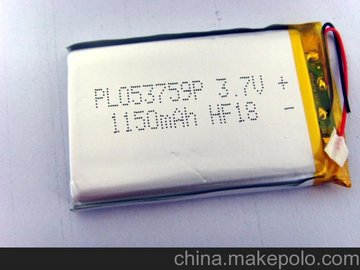 PL053759P 3.7V +
1150mAh HF18 -
china.makepolo.com